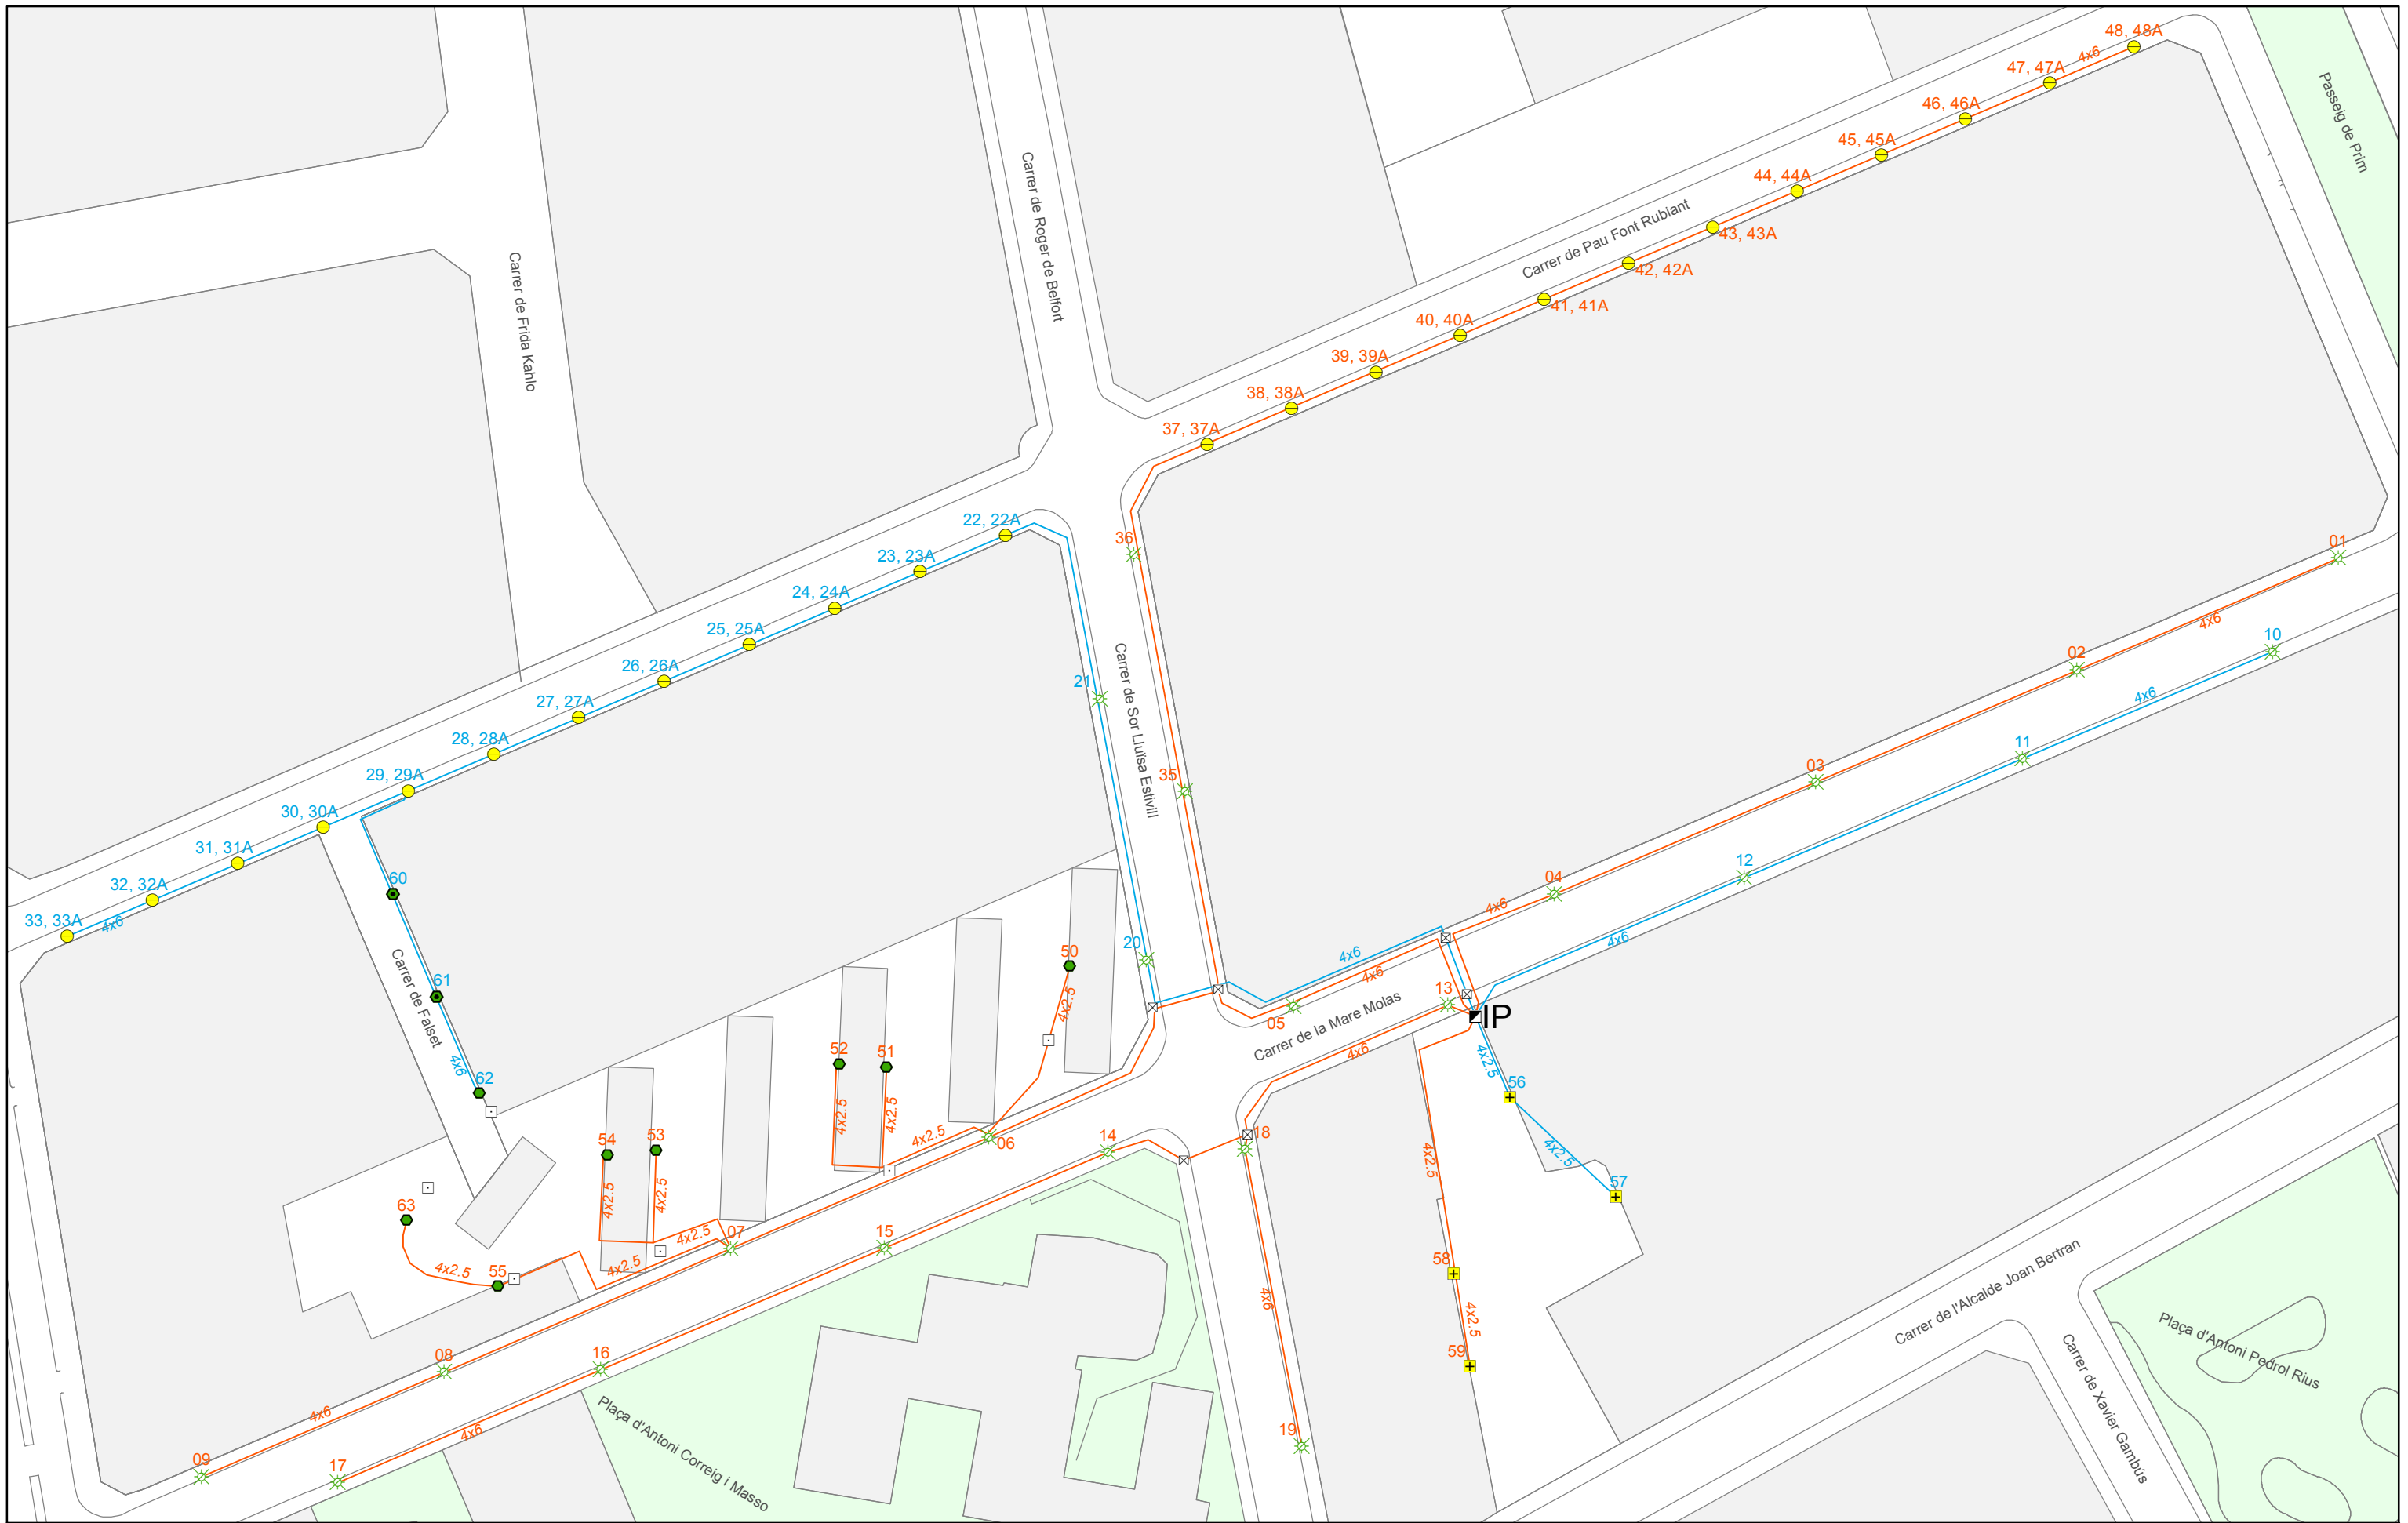 48, 48A
4x6
47, 47A
46, 46A
45, 45A
44, 44A
43, 43A
42, 42A
41, 41A
40, 40A
39, 39A
38, 38A
37, 37A
Passeig de Prim
Carrer de Pau Font Rubiant
Carrer de Roger de Belfort
Carrer de Frida Kahlo
36
35
22, 22A
23, 23A
24, 24A
25, 25A
26, 26A
27, 27A
28, 28A
29, 29A
30, 30A
31, 31A
32, 32A
33, 33A
4x6
21
20
Carrer de Sor Lluïsa Estivill
01
4x6
02
03
04
4x6
10
4x6
11
12
4x6
4x6
4x6
05
13
IP
Carrer de la Mare Molas
4x6
60
61
62
4x6
Carrer de Falset
50
4x2.5
52
51
4x2.5
4x2.5
4x2.5
06
54
53
4x2.5
4x2.5
4x2.5
07
4x2.5
63
55
4x2.5
14
18
15
16
4x6
17
08
4x6
09
4x6
19
4x2.5
56
4x2.5
57
4x2.5
58
4x2.5
59
Carrer de l'Alcalde Joan Bertran
Plaça d'Antoni Pedrol Rius
Carrer de Xavier Gambús
Plaça d'Antoni Correig i Masso